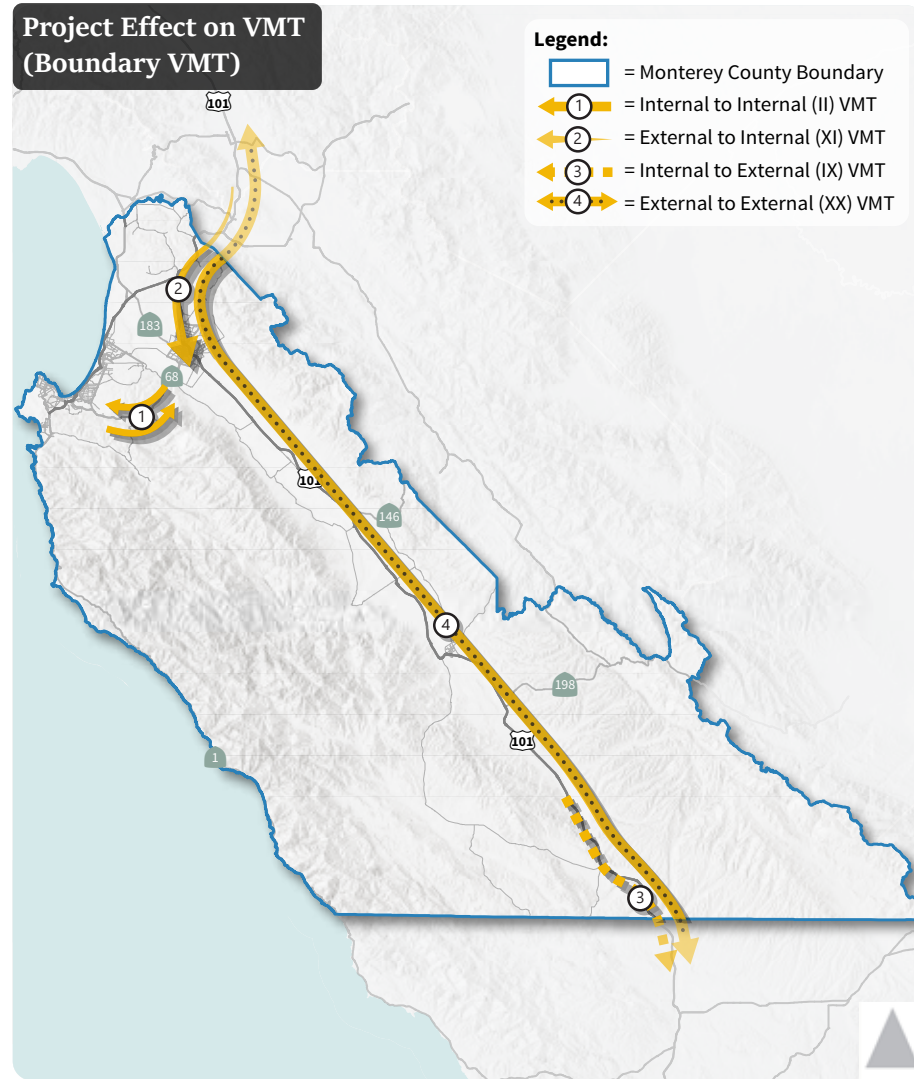 Project Effect on VMT
(Boundary VMT)
Legend:
= Monterey County Boundary
1 = Internal to Internal (II) VMT
2 = External to Internal (XI) VMT
3 = Internal to External (IX) VMT
4 = External to External (XX) VMT
101
2
183
68
1
101
146
4
198
101
1
3